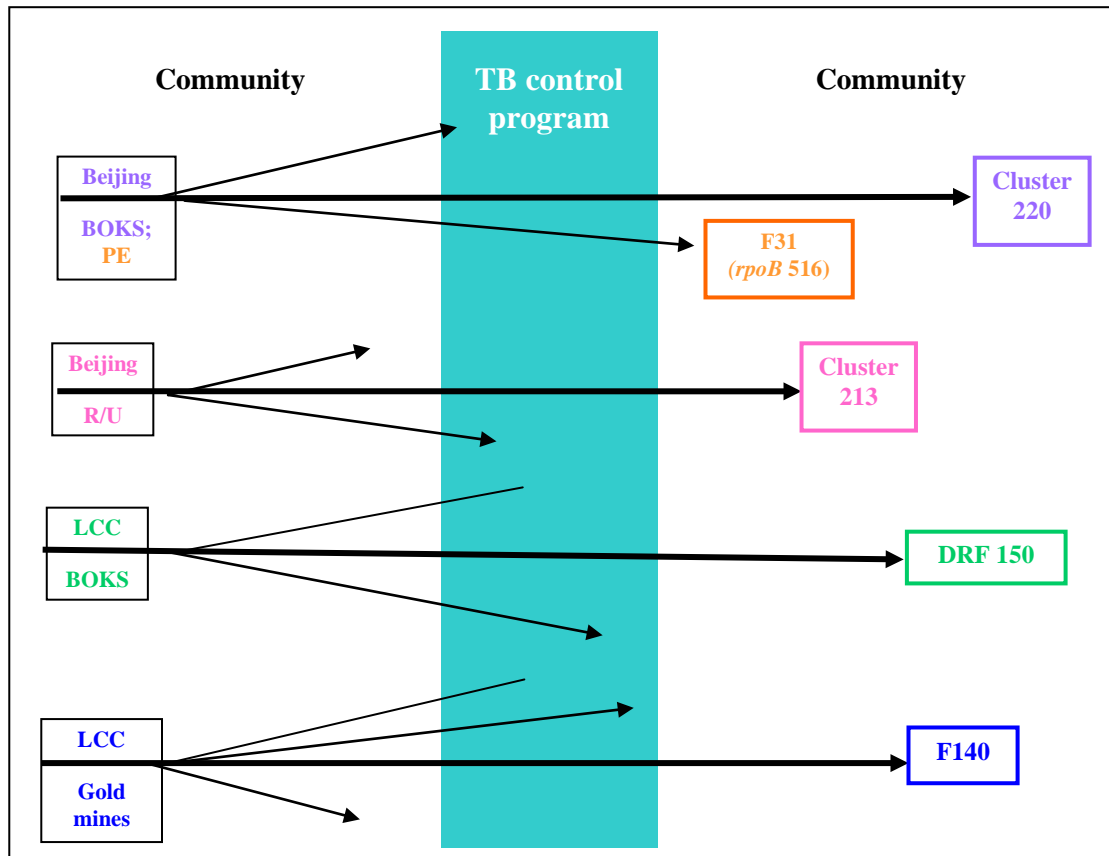 Community
TB control
program
Community
Beijing
BOKS;
PE
Cluster
220
F31
(rpoB 516)
Beijing
R/U
Cluster
213
LCC
BOKS
DRF 150
LCC
Gold
mines
F140